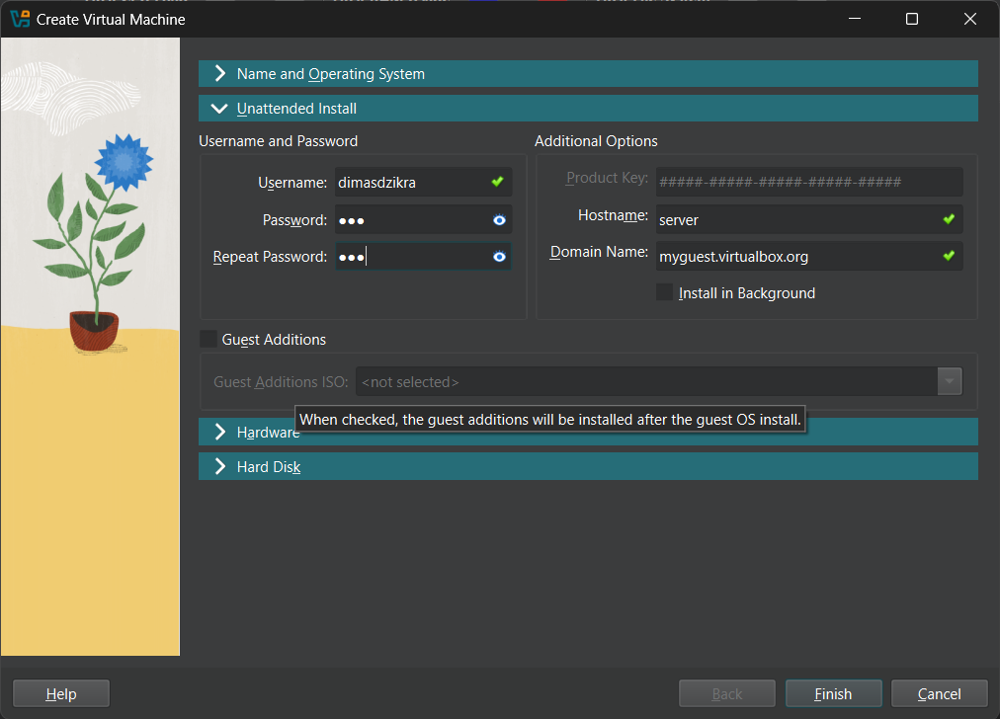 Create Virtual Machine
Name and Operating System
Unattended Install
Username and Password
Username: dimasdzikra
Password: ●●●
Repeat Password: ●●●
Additional Options
Product Key: #####-#####-#####-#####-#####
Hostname: server
Domain Name: myguest.virtualbox.org
Install in Background
Guest Additions
Guest Additions ISO: <not selected>
When checked, the guest additions will be installed after the guest OS install.
Hardware
Hard Disk
Help
Back
Finish
Cancel